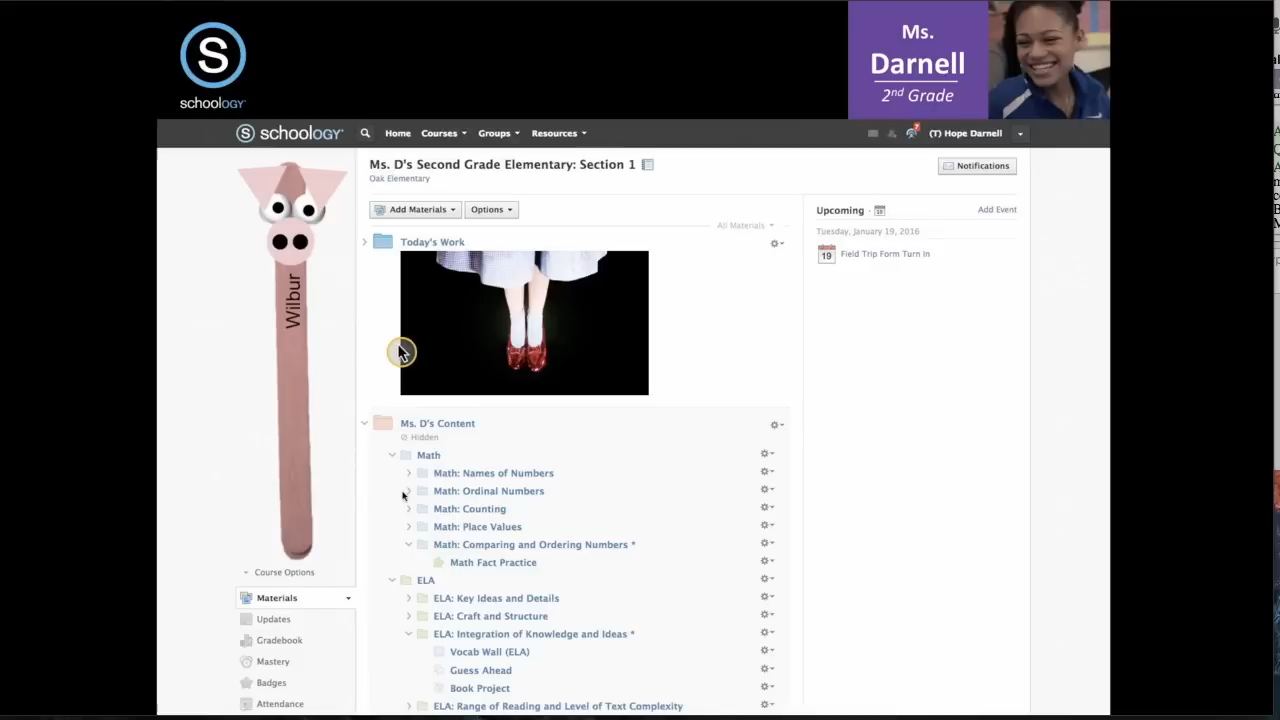 S
schoology
Ms.
Darnell
2nd Grade
S schoology
Home
Courses
Groups
Resources
7
(T) Hope Darnell
Ms. D's Second Grade Elementary: Section 1
Oak Elementary
Notifications
Add Materials
Options
All Materials
Upcoming
Add Event
Tuesday, January 19, 2016
19
Field Trip Form Turn In
Wilbur
Course Options
Materials
Updates
Gradebook
Mastery
Badges
Attendance
Today's Work
Ms. D's Content
Hidden
Math
Math: Names of Numbers
Math: Ordinal Numbers
Math: Counting
Math: Place Values
Math: Comparing and Ordering Numbers *
Math Fact Practice
ELA
ELA: Key Ideas and Details
ELA: Craft and Structure
ELA: Integration of Knowledge and Ideas *
Vocab Wall (ELA)
Guess Ahead
Book Project
ELA: Range of Reading and Level of Text Complexity